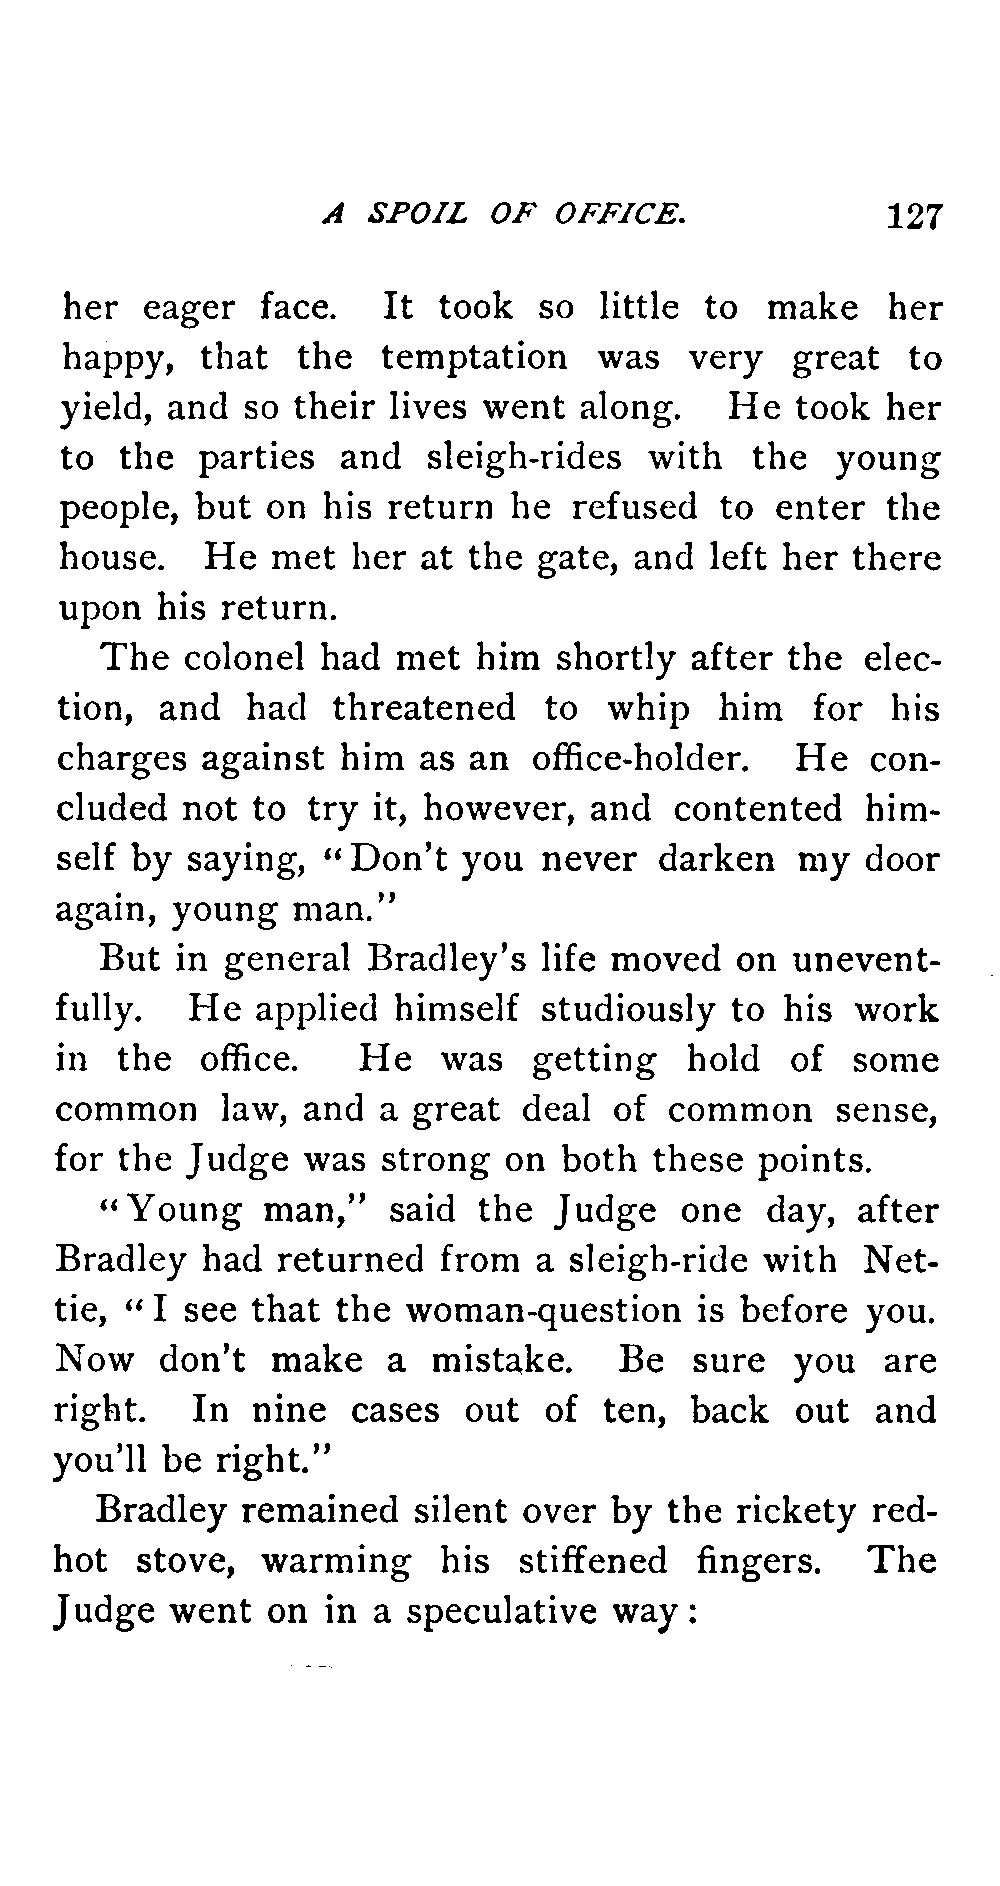 A SPOIL OF OFFICE. 127
her eager face. It took so little to make her
happy, that the temptation was very great to
yield, and so their lives went along. He took her
to the parties and sleigh-rides with the young
people, but on his return he refused to enter the
house. He met her at the gate, and left her there
upon his return.
The colonel had met him shortly after the elec-
tion, and had threatened to whip him for his
charges against him as an office-holder. He con-
cluded not to try it, however, and contented him-
self by saying, "Don't you never darken my door
again, young man."
But in general Bradley's life moved on unevent-
fully. He applied himself studiously to his work
in the office. He was getting hold of some
common law, and a great deal of common sense,
for the Judge was strong on both these points.
"Young man," said the Judge one day, after
Bradley had returned from a sleigh-ride with Net-
tie, "I see that the woman-question is before you.
Now don't make a mistake. Be sure you are
right. In nine cases out of ten, back out and
you'll be right."
Bradley remained silent over by the rickety red-
hot stove, warming his stiffened fingers. The
Judge went on in a speculative way: